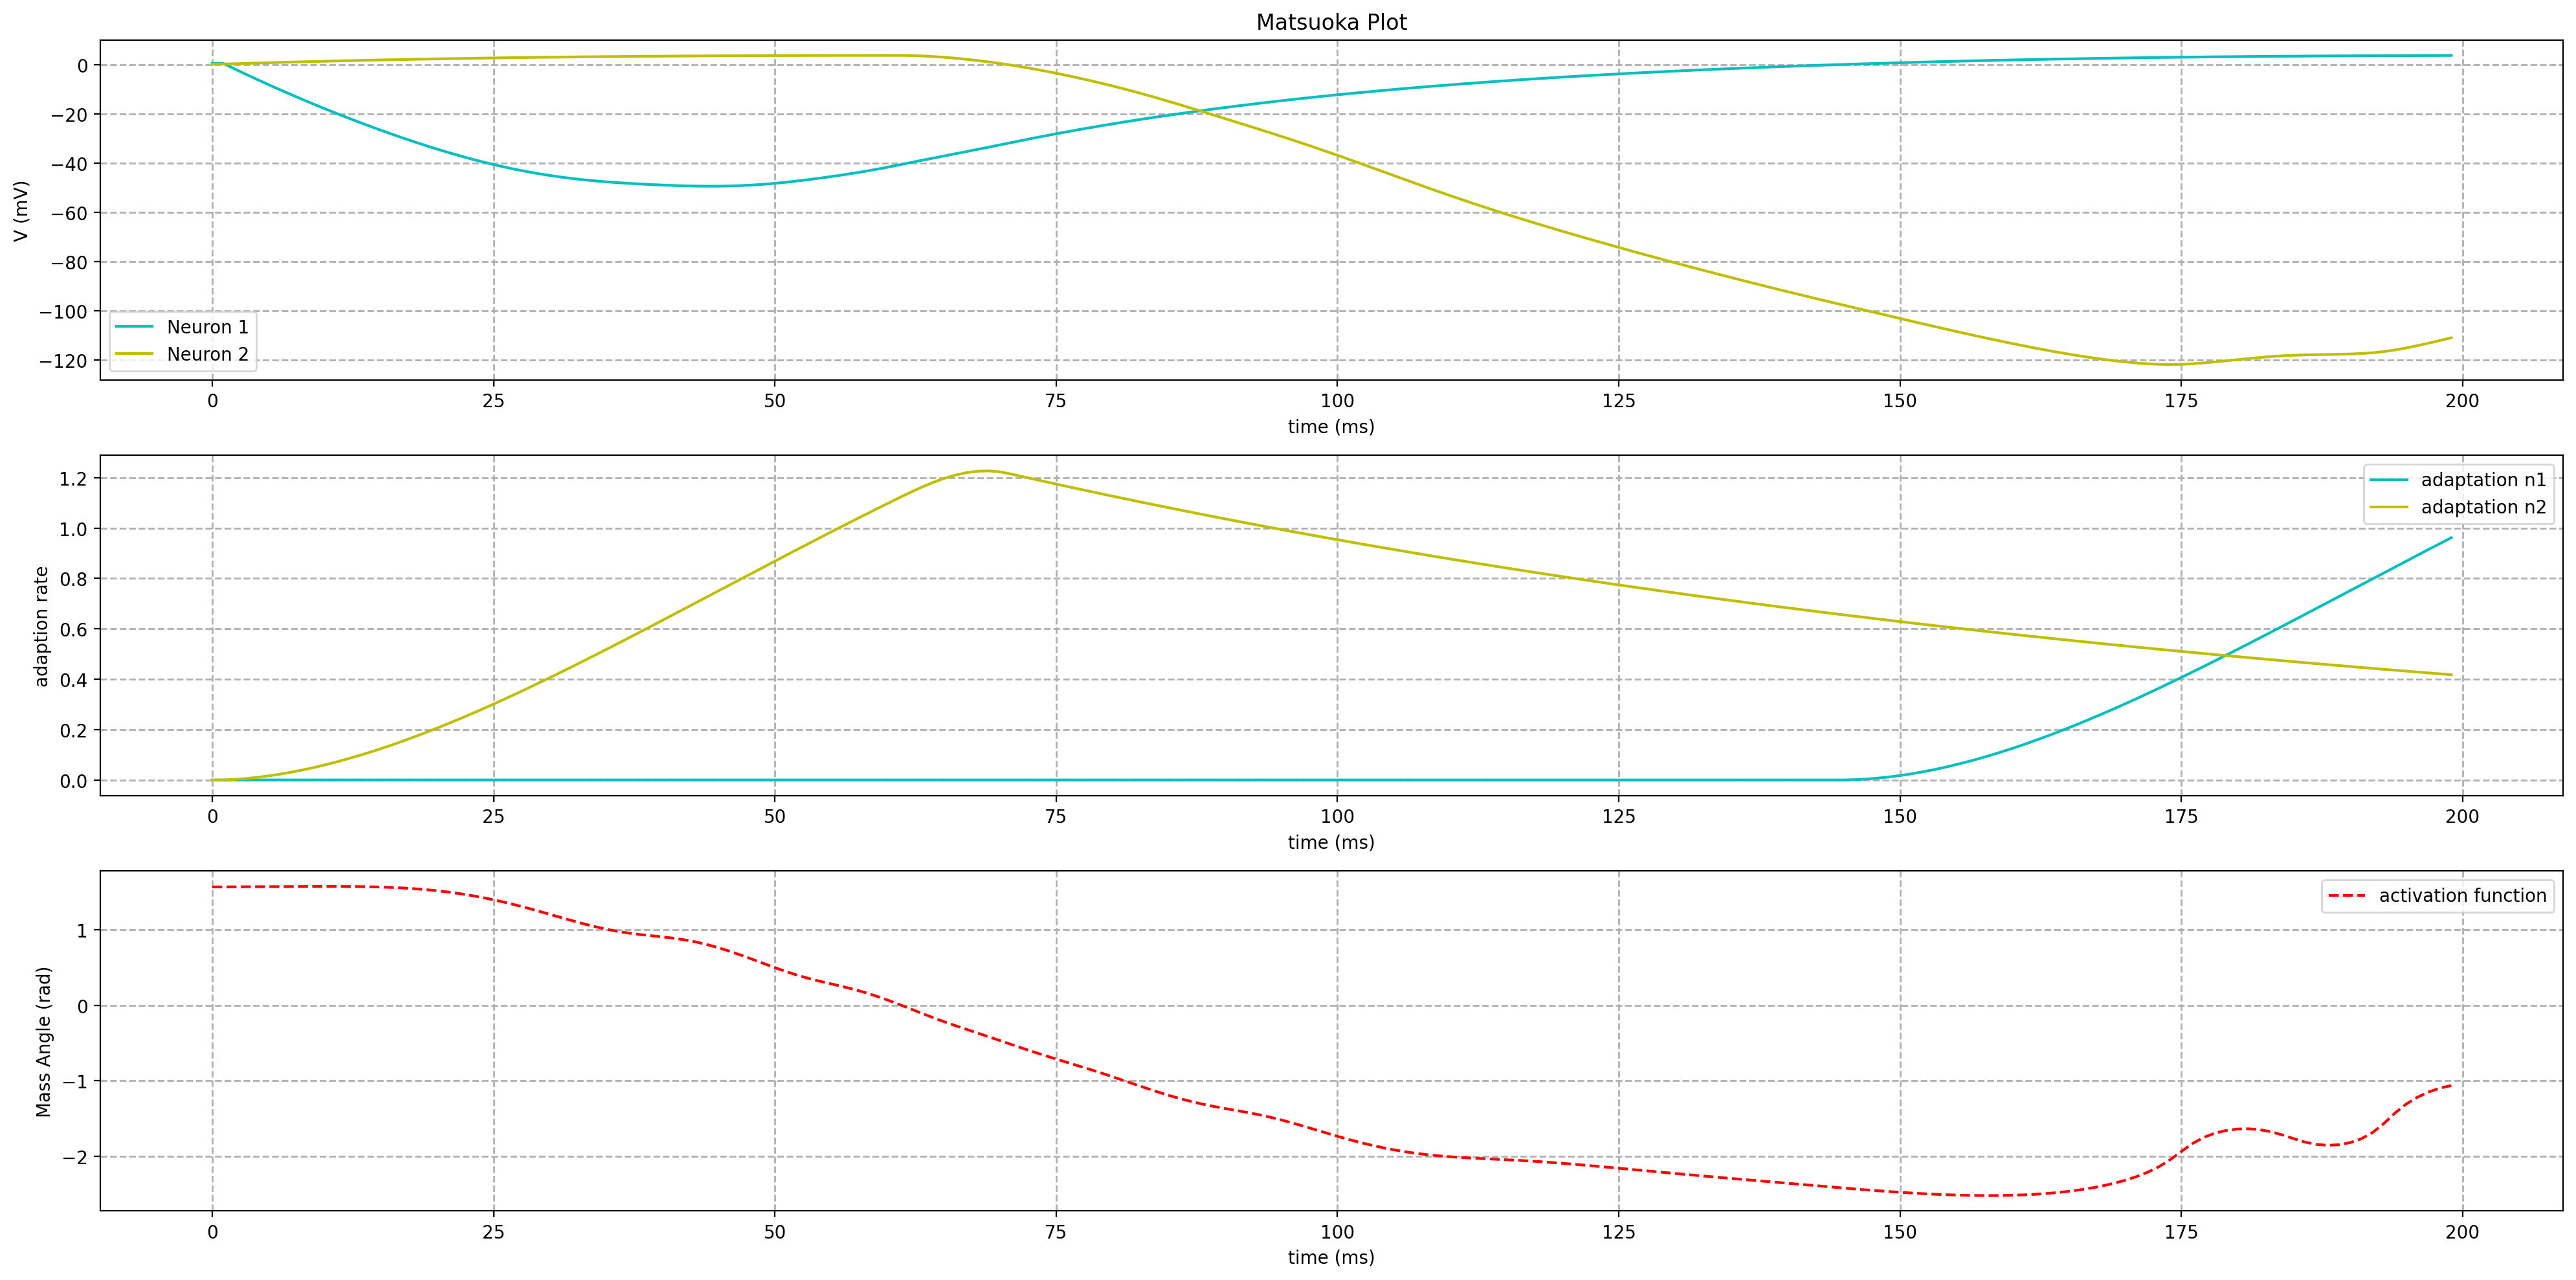 Matsuoka Plot
V (mV)
0
−20
−40
−60
−80
−100
−120
Neuron 1
Neuron 2
0 25 50 75 100 125 150 175 200
time (ms)
adaption rate
1.2
1.0
0.8
0.6
0.4
0.2
0.0
adaptation n1
adaptation n2
0 25 50 75 100 125 150 175 200
time (ms)
Mass Angle (rad)
1
0
−1
−2
activation function
0 25 50 75 100 125 150 175 200
time (ms)